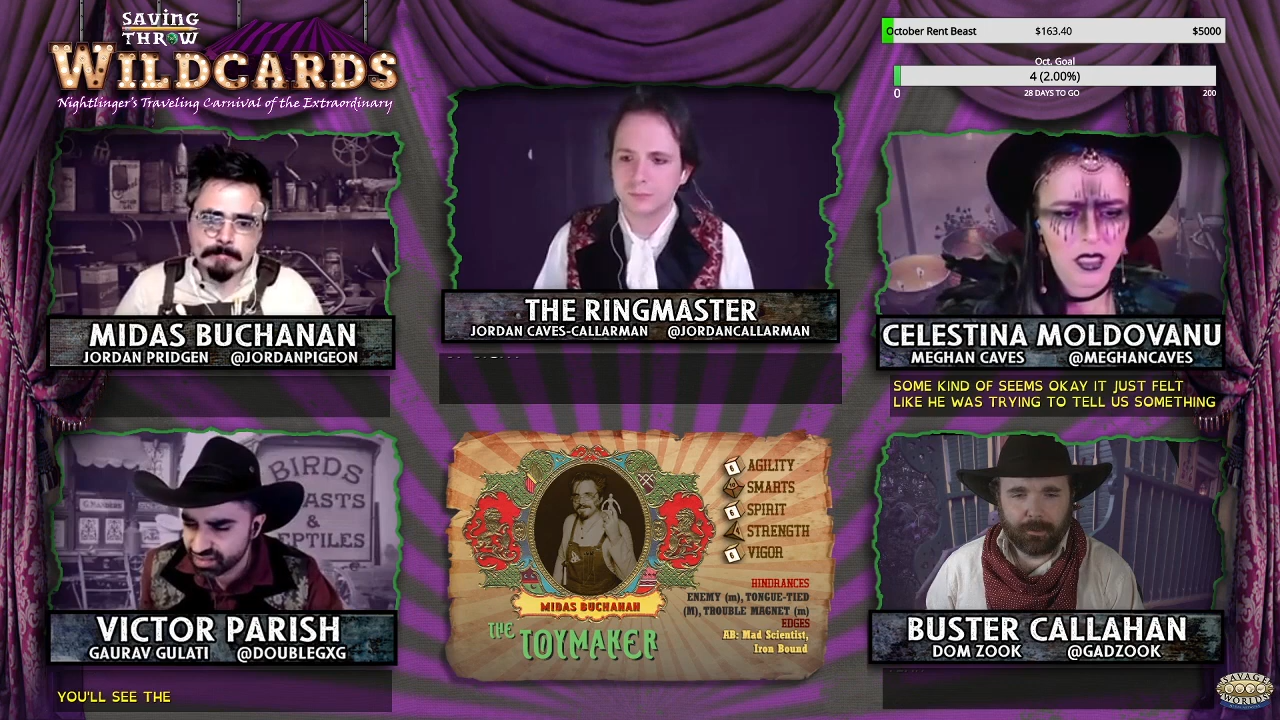 SAVING
THROW
WILDCARDS
Nightlinger's Traveling Carnival of the Extraordinary
October Rent Beast $163.40 $5000
Oct. Goal
4 (2.00%)
0 28 DAYS TO GO 200
MIDAS BUCHANAN
JORDAN PRIDGEN @JORDANPIGEON
THE RINGMASTER
JORDAN CAVES-CALLARMAN @JORDANCALLARMAN
CELESTINA MOLDOVANU
MEGHAN CAVES @MEGHANCAVES
SOME KIND OF SEEMS OKAY IT JUST FELT
LIKE HE WAS TRYING TO TELL US SOMETHING
BIRDS
&
VICTOR PARISH
GAURAV GULATI @DOUBLEGXG
YOU'LL SEE THE
AGILITY
SMARTS
SPIRIT
STRENGTH
VIGOR
HINDRANCES
ENEMY (m), TONGUE-TIED
(M), TROUBLE MAGNET (m)
EDGES
AB: Mad Scientist,
Iron Bound
MIDAS BUCHANAN
THE TOYMAKER
BUSTER CALLAHAN
DOM ZOOK @GADZOOK
SAVAGE
WORLDS